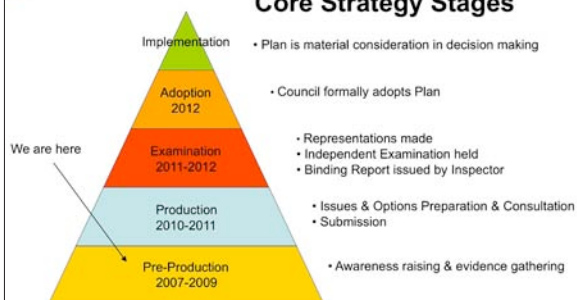 Core Strategy Stages
Implementation
• Plan is material consideration in decision making
Adoption
2012
• Council formally adopts Plan
We are here
Examination
2011-2012
• Representations made
• Independent Examination held
• Binding Report issued by Inspector
Production
2010-2011
• Issues & Options Preparation & Consultation
• Submission
Pre-Production
2007-2009
• Awareness raising & evidence gathering